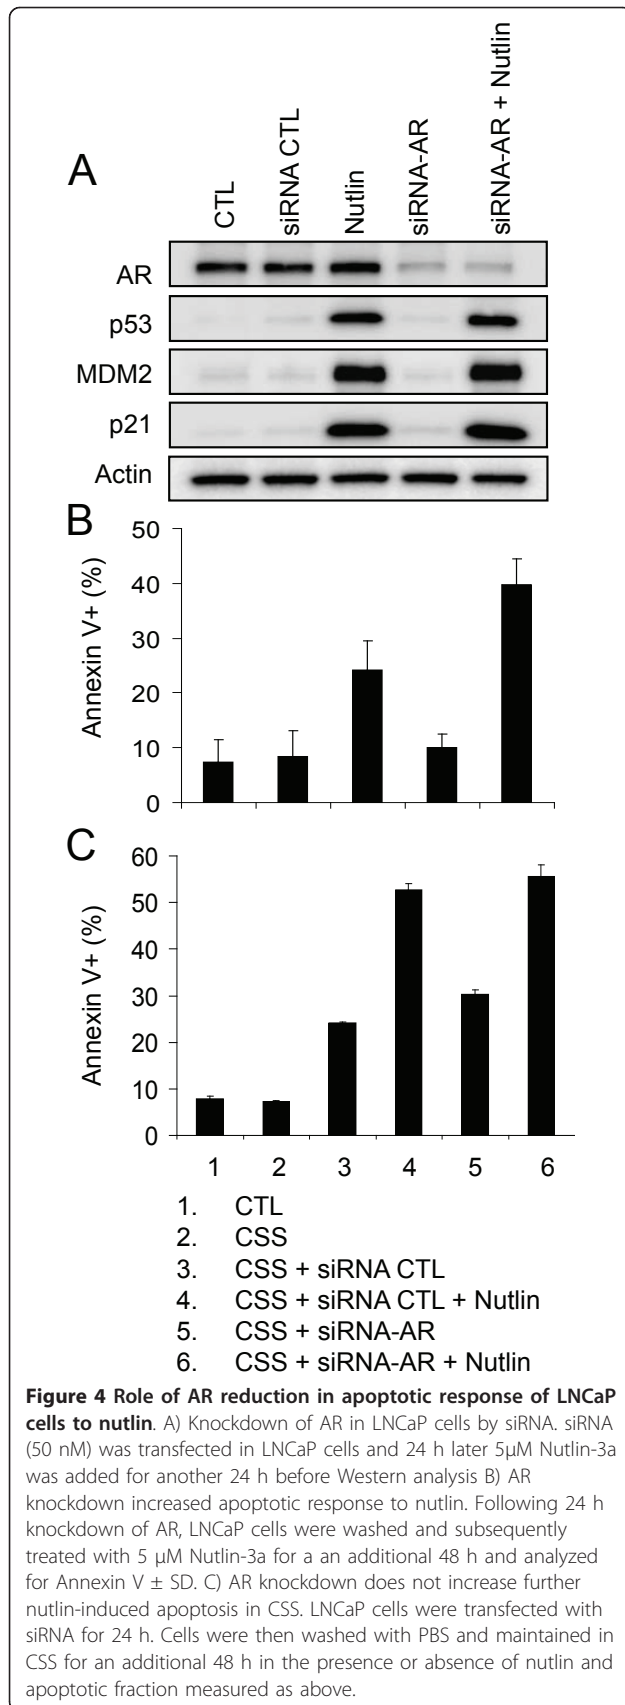 A
CTL
siRNA CTL
Nutlin
siRNA-AR
siRNA-AR + Nutlin
AR
p53
MDM2
p21
Actin
B
Annexin V+ (%)
50
40
30
20
10
0
C
Annexin V+ (%)
60
50
40
30
20
10
0
1 2 3 4 5 6
1. CTL
2. CSS
3. CSS + siRNA CTL
4. CSS + siRNA CTL + Nutlin
5. CSS + siRNA-AR
6. CSS + siRNA-AR + Nutlin
Figure 4 Role of AR reduction in apoptotic response of LNCaP
cells to nutlin. A) Knockdown of AR in LNCaP cells by siRNA. siRNA
(50 nM) was transfected in LNCaP cells and 24 h later 5μM Nutlin-3a
was added for another 24 h before Western analysis B) AR
knockdown increased apoptotic response to nutlin. Following 24 h
knockdown of AR, LNCaP cells were washed and subsequently
treated with 5 μM Nutlin-3a for a an additional 48 h and analyzed
for Annexin V ± SD. C) AR knockdown does not increase further
nutlin-induced apoptosis in CSS. LNCaP cells were transfected with
siRNA for 24 h. Cells were then washed with PBS and maintained in
CSS for an additional 48 h in the presence or absence of nutlin and
apoptotic fraction measured as above.